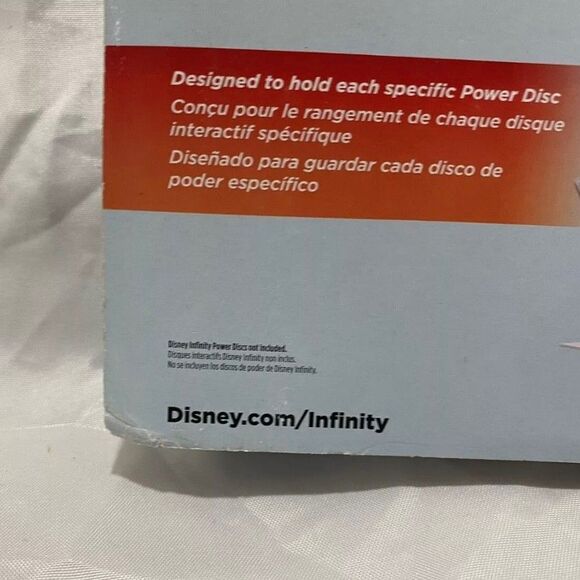 Designed to hold each specific Power Disc
Conçu pour le rangement de chaque disque
interactif spécifique
Diseñado para guardar cada disco de
poder específico
Disney Infinity Power Discs not included.
Disques interactifs Disney Infinity non inclus.
No se incluyen los discos de poder de Disney Infinity.
Disney.com/Infinity